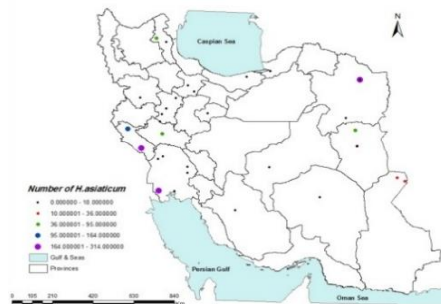 N
Caspian Sea
Number of H.asiaticum
0.000000 - 10.000000
10.000001 - 36.000000
36.000001 - 95.000000
95.000001 - 164.000000
164.000001 - 314.000000
Gulf & Seas
Provinces
Persian Gulf
Oman Sea
0 105 210 420 630 840